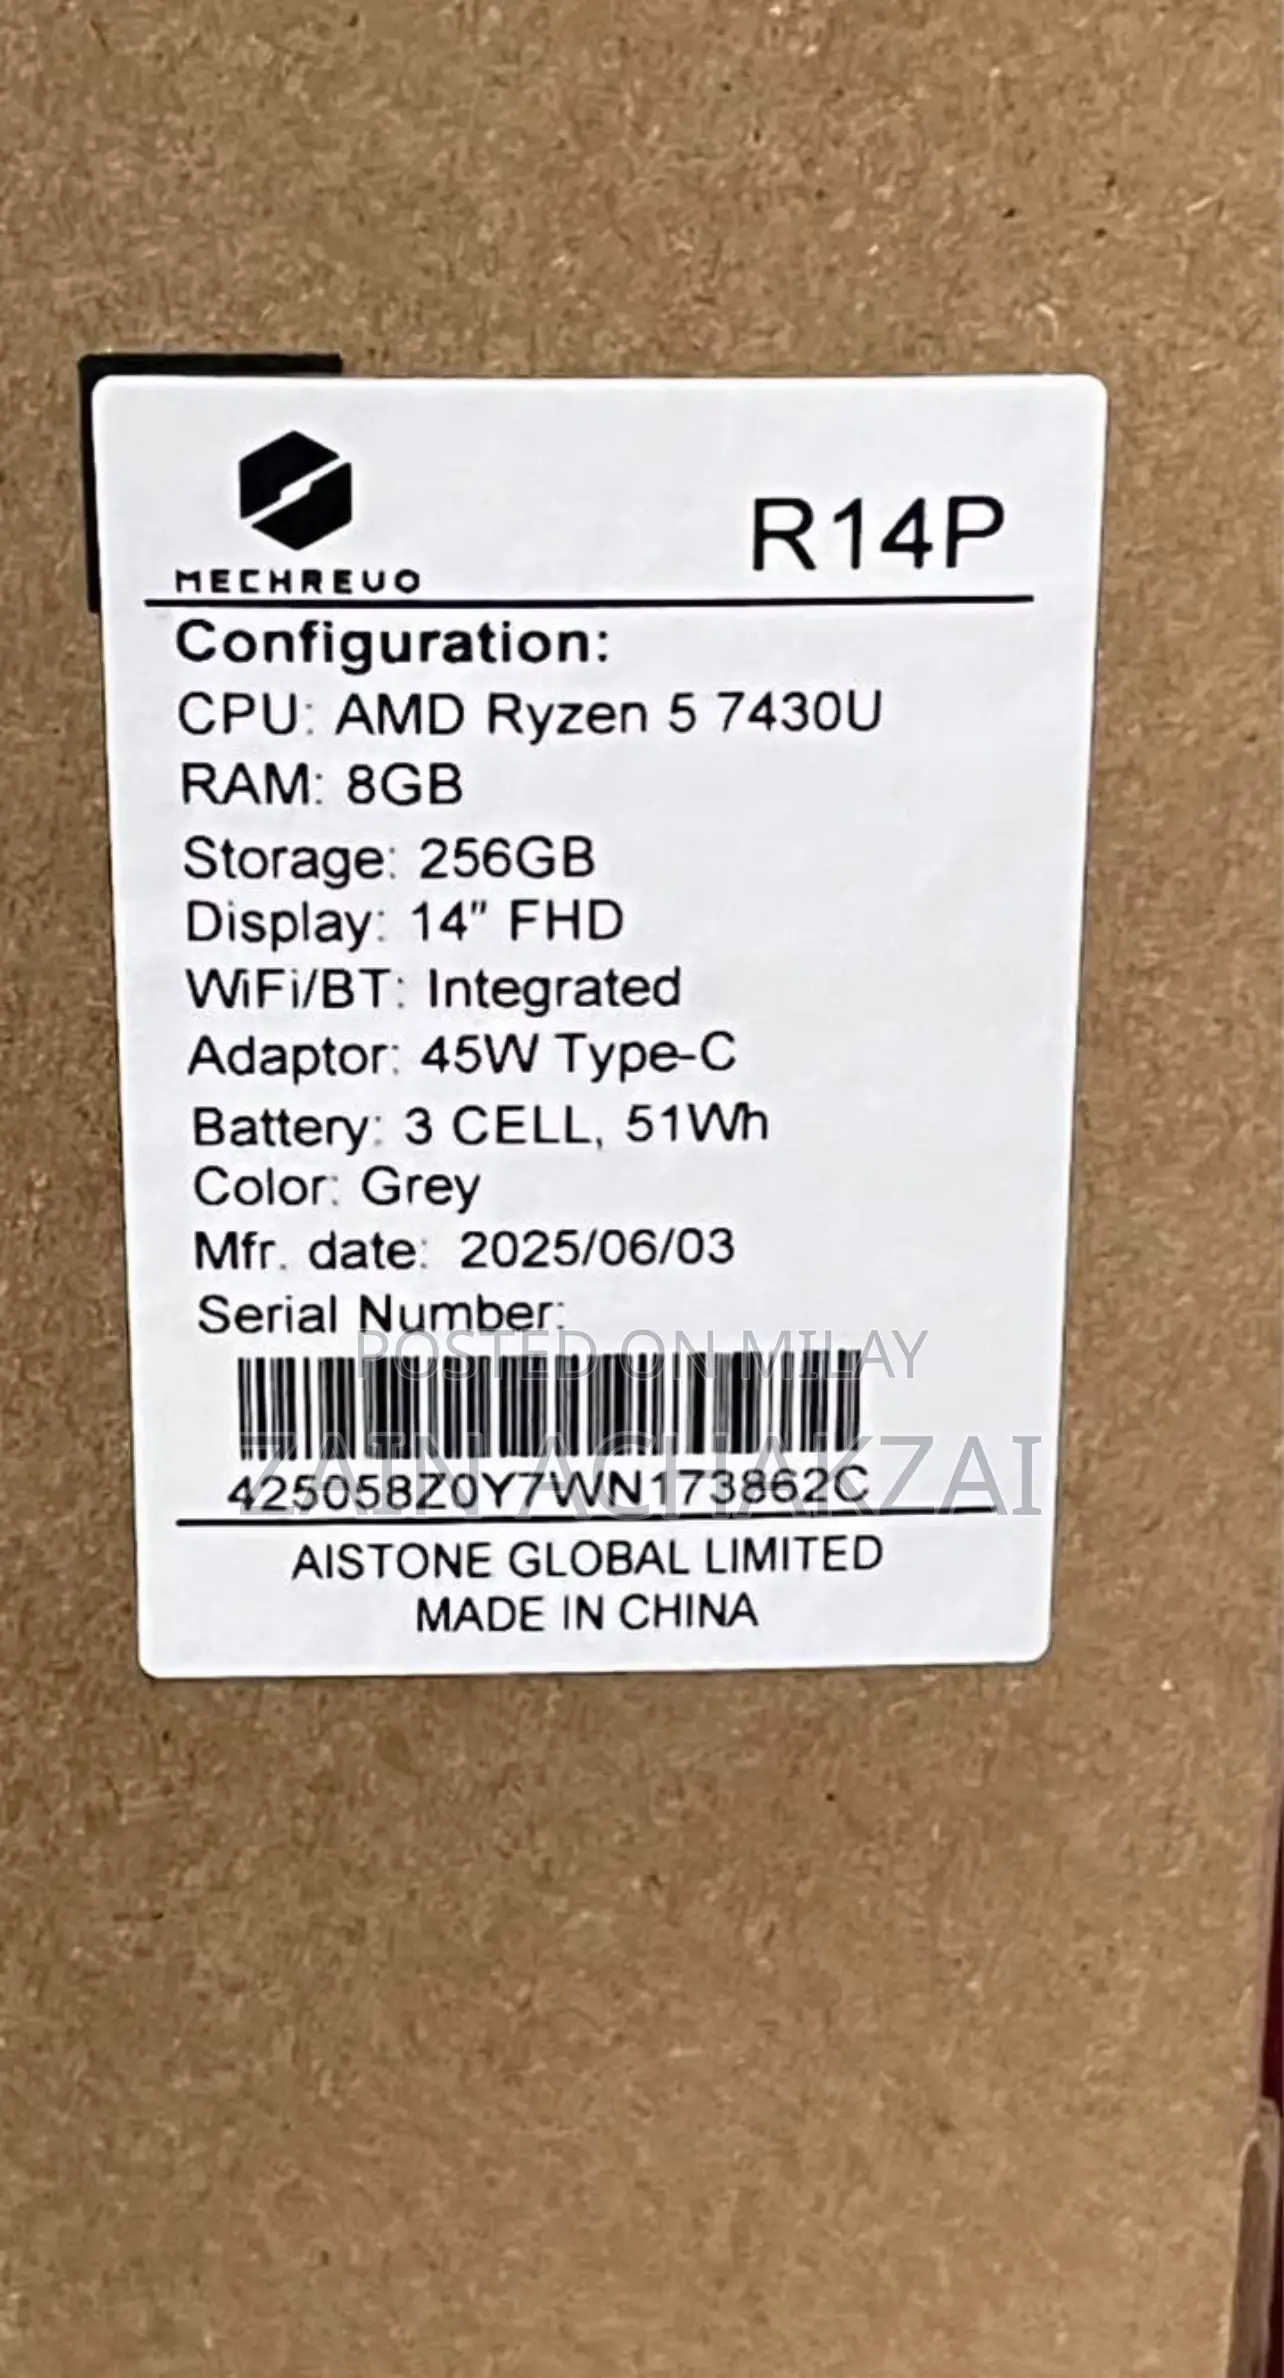 MECHREVO
R14P
Configuration:
CPU: AMD Ryzen 5 7430U
RAM: 8GB
Storage: 256GB
Display: 14" FHD
WiFi/BT: Integrated
Adaptor: 45W Type-C
Battery: 3 CELL, 51Wh
Color: Grey
Mfr. date: 2025/06/03
Serial Number:
POSTED ON MILAY
ZAIN ACHAKZAI
425058Z0Y7WN173862C
AISTONE GLOBAL LIMITED
MADE IN CHINA